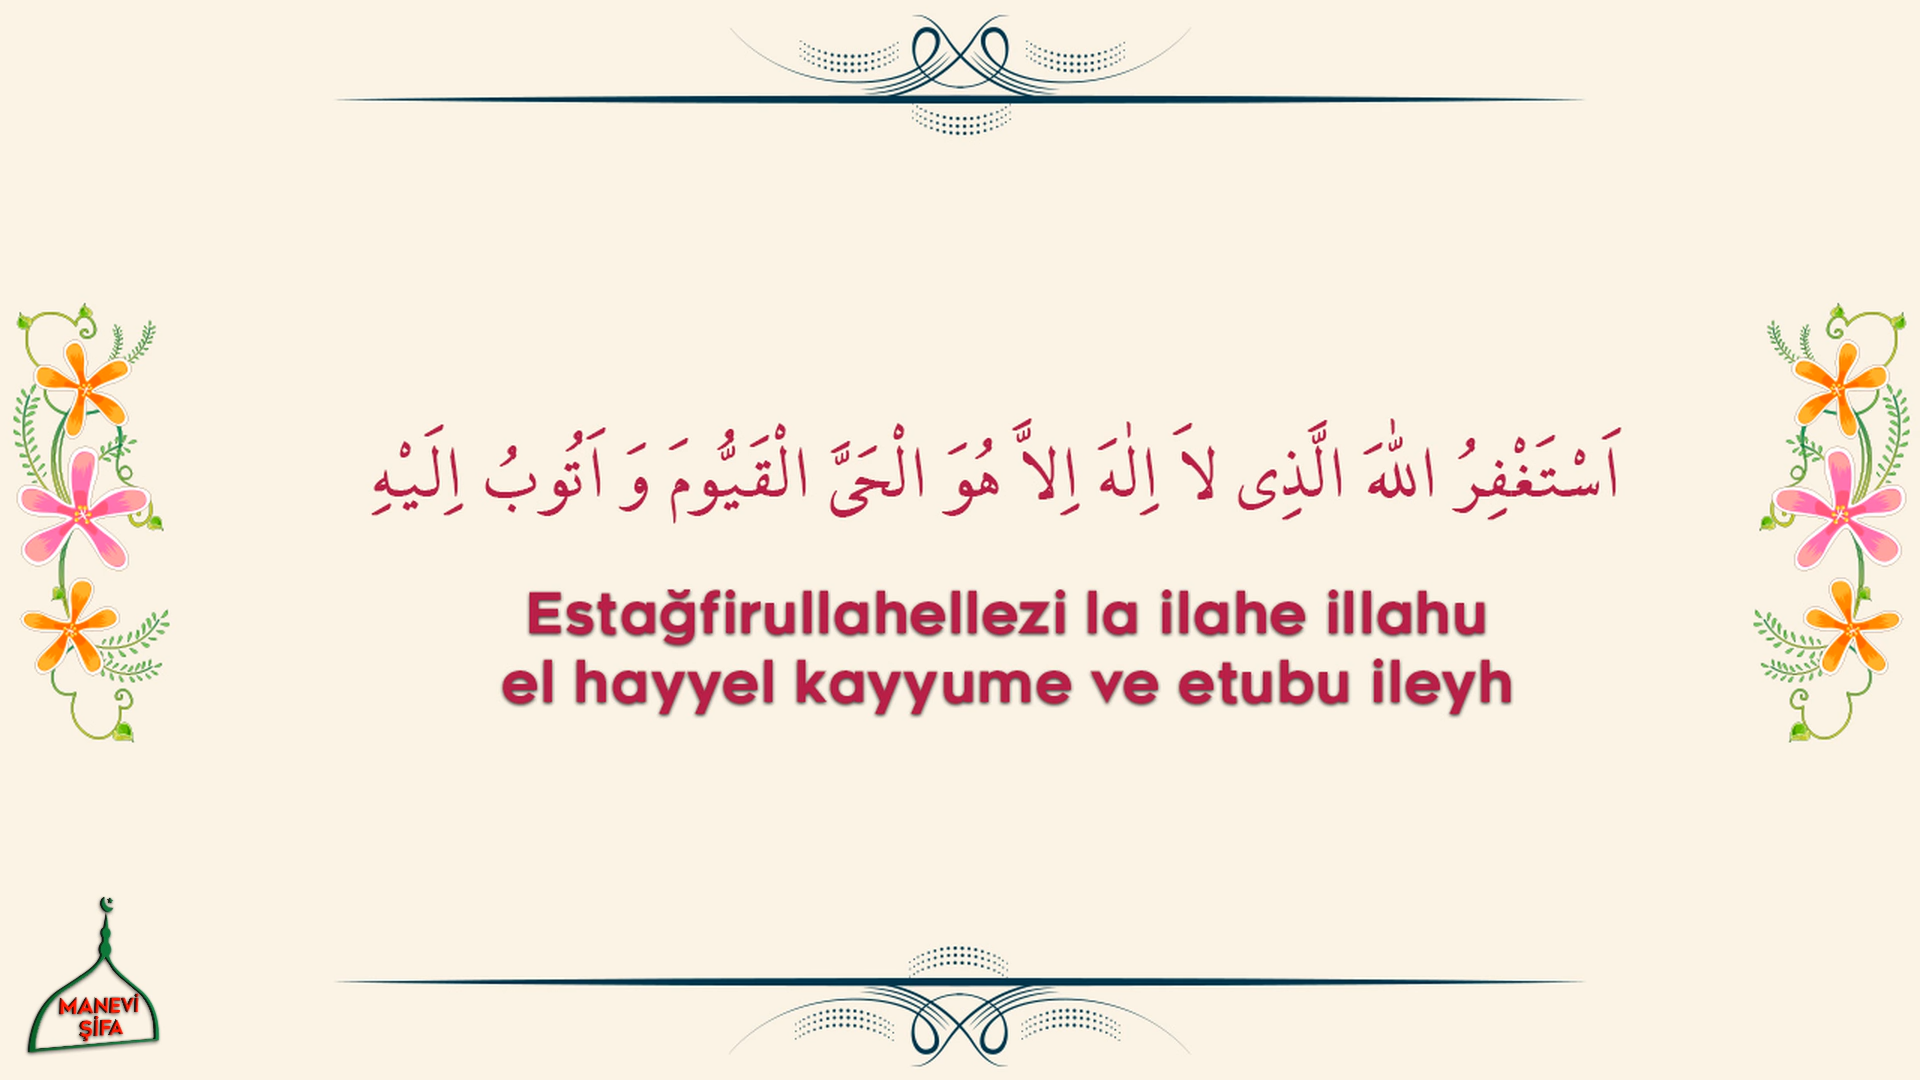 اَسْتَغْفِرُ اللّٰهَ الَّذِى لاَ اِلٰهَ اِلاَّ هُوَ الْحَىَّ الْقَيُّومَ وَ اَتُوبُ اِلَيْهِ
Estağfirullahellezi la ilahe illahu
el hayyel kayyume ve etubu ileyh
MANEVİ
ŞİFA